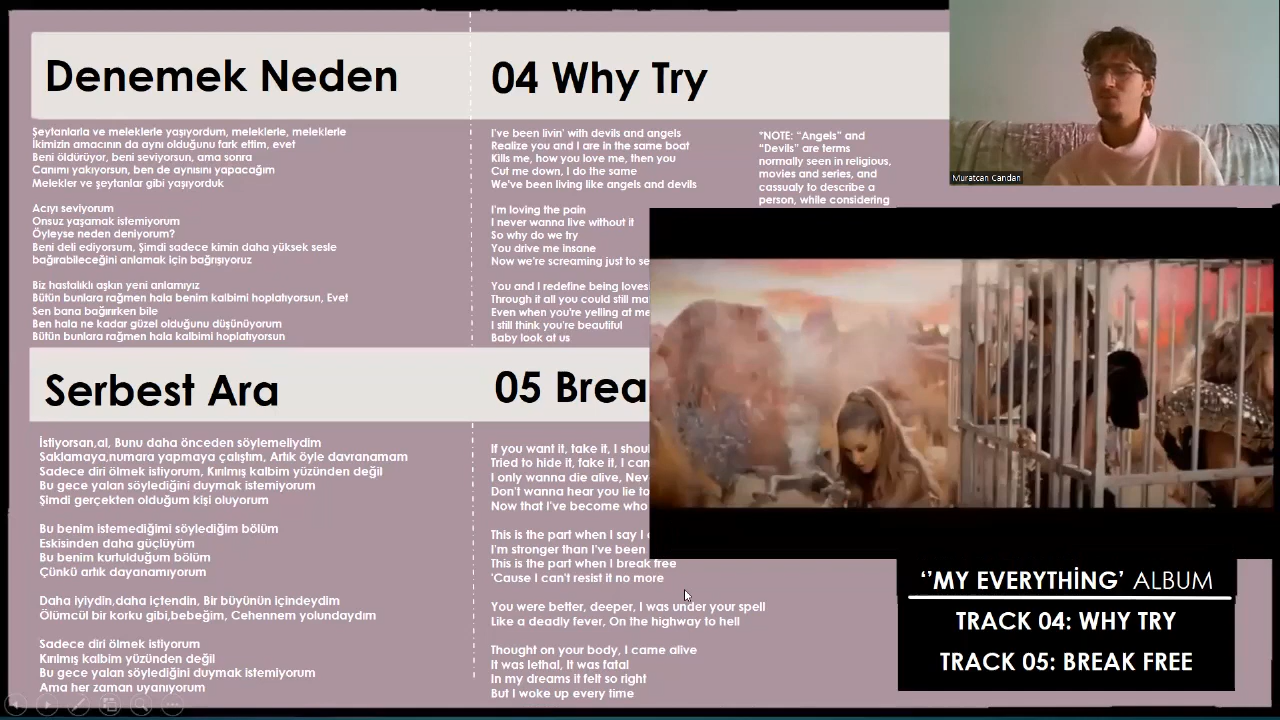 Denemek Neden
Şeytanlarla ve meleklerle yaşıyordum, meleklerle, meleklerle
İkimizin amacının da aynı olduğunu fark ettim, evet
Beni öldürüyor, beni seviyorsun, ama sonra
Canımı yakıyorsun, ben de aynısını yapacağım
Melekler ve şeytanlar gibi yaşıyorduk
Acıyı seviyorum
Onsuz yaşamak istemiyorum
Öyleyse neden deniyorum?
Beni deli ediyorsum, Şimdi sadece kimin daha yüksek sesle
bağırabileceğini anlamak için bağrışıyoruz
Biz hastalıklı aşkın yeni anlamıyız
Bütün bunlara rağmen hala benim kalbimi hoplatıyorsun, Evet
Sen bana bağırırken bile
Ben hala ne kadar güzel olduğunu düşünüyorum
Bütün bunlara rağmen hala kalbimi hoplatıyorsun
04 Why Try
I've been livin' with devils and angels
Realize you and I are in the same boat
Kills me, how you love me, then you
Cut me down, I do the same
We've been living like angels and devils
I'm loving the pain
I never wanna live without it
So why do we try
You drive me insane
Now we're screaming just to se
You and I redefine being loves
Through it all you could still ma
Even when you're yelling at me
I still think you're beautiful
Baby look at us
*NOTE: "Angels" and
"Devils" are terms
normally seen in religious,
movies and series, and
cassualy to describe a
person, while considering
Muratcan Candan
Serbest Ara
İstiyorsan,al, Bunu daha önceden söylemeliydim
Saklamaya,numara yapmaya çalıştım, Artık öyle davranamam
Sadece diri ölmek istiyorum, Kırılmış kalbim yüzünden değil
Bu gece yalan söylediğini duymak istemiyorum
Şimdi gerçekten olduğum kişi oluyorum
Bu benim istemediğimi söylediğim bölüm
Eskisinden daha güçlüyüm
Bu benim kurtulduğum bölüm
Çünkü artık dayanamıyorum
Daha iyiydin,daha içtendin, Bir büyünün içindeydim
Ölümcül bir korku gibi,bebeğim, Cehennem yolundaydım
Sadece diri ölmek istiyorum
Kırılmış kalbim yüzünden değil
Bu gece yalan söylediğini duymak istemiyorum
Ama her zaman uyanıyorum
05 Brea
If you want it, take it, I shoul
Tried to hide it, fake it, I can
I only wanna die alive, Nev
Don't wanna hear you lie to
Now that I've become who
This is the part when I say I
I'm stronger than I've been
This is the part when I break free
'Cause I can't resist it no more
You were better, deeper, I was under your spell
Like a deadly fever, On the highway to hell
Thought on your body, I came alive
It was lethal, It was fatal
In my dreams it felt so right
But I woke up every time
‘’MY EVERYTHİNG’ ALBUM
TRACK 04: WHY TRY
TRACK 05: BREAK FREE